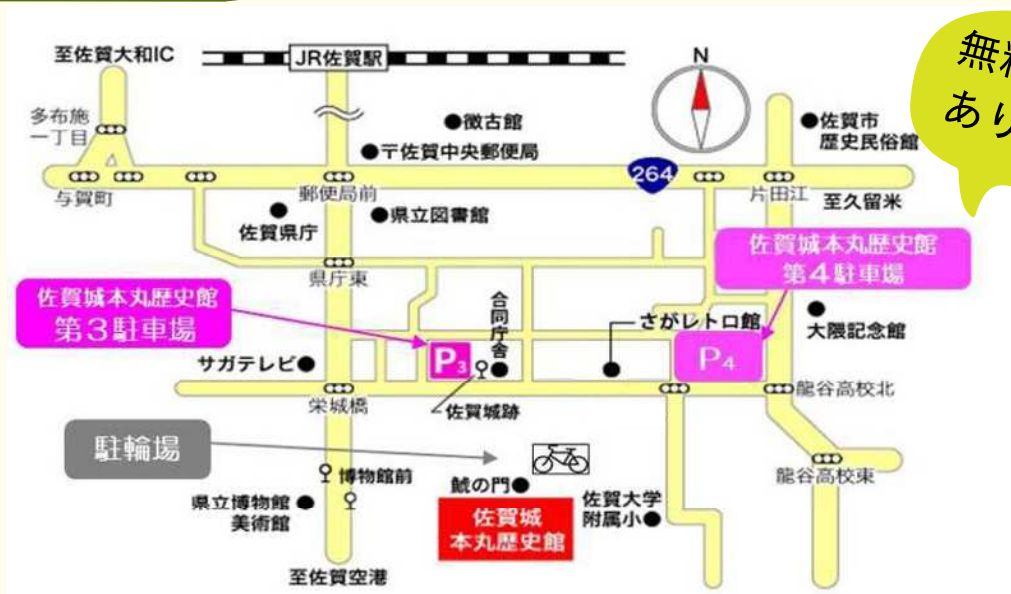 至佐賀大和IC
JR佐賀駅
N
多布施
一丁目
徴古館
〒佐賀中央郵便局
佐賀市
歴史民俗館
264
与賀町
郵便局前
片田江
至久留米
佐賀県庁
県立図書館
佐賀城本丸歴史館
第4駐車場
県庁東
佐賀城本丸歴史館
第3駐車場
合同庁舎
さがレトロ館
大隈記念館
サガテレビ
P3
P4
栄城橋
佐賀城跡
龍谷高校北
駐輪場
博物館前
鯱の門
龍谷高校東
県立博物館
美術館
佐賀城
本丸歴史館
佐賀大学
附属小
至佐賀空港
無料
あり